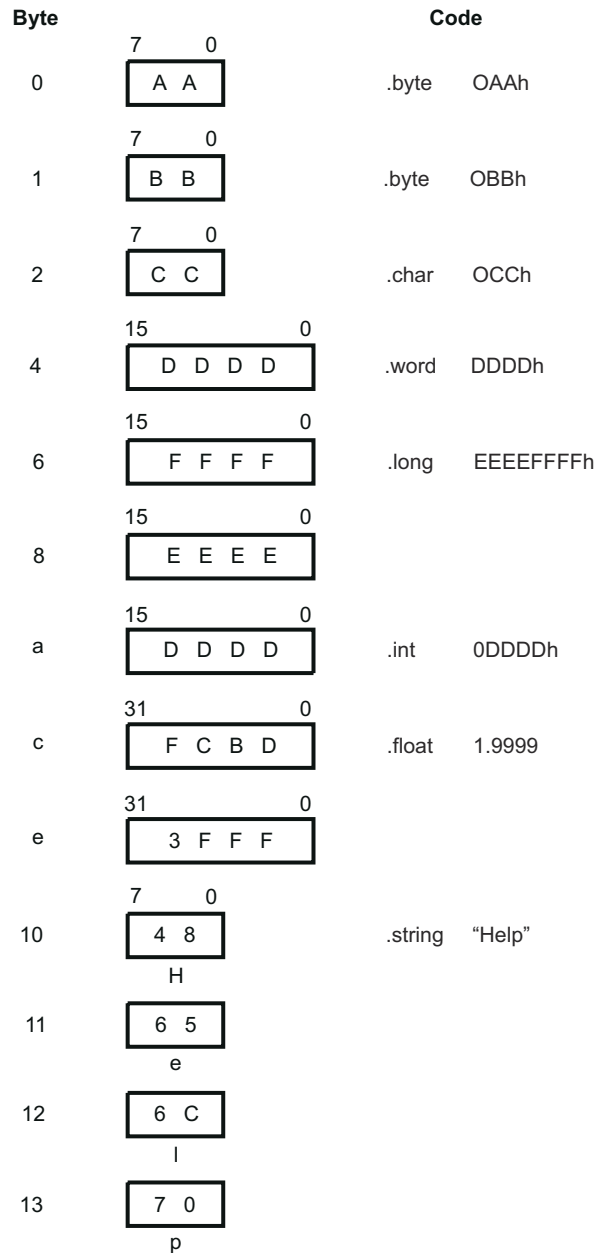 Byte Code
7 0
0 A A .byte OAAh
7 0
1 B B .byte OBBh
7 0
2 C C .char OCCh
15 0
4 D D D D .word DDDDh
15 0
6 F F F F .long EEEEFFFFh
15 0
8 E E E E
15 0
a D D D D .int 0DDDDh
31 0
c F C B D .float 1.9999
31 0
e 3 F F F
7 0
10 4 8 .string “Help”
H
11 6 5
e
12 6 C
l
13 7 0
p